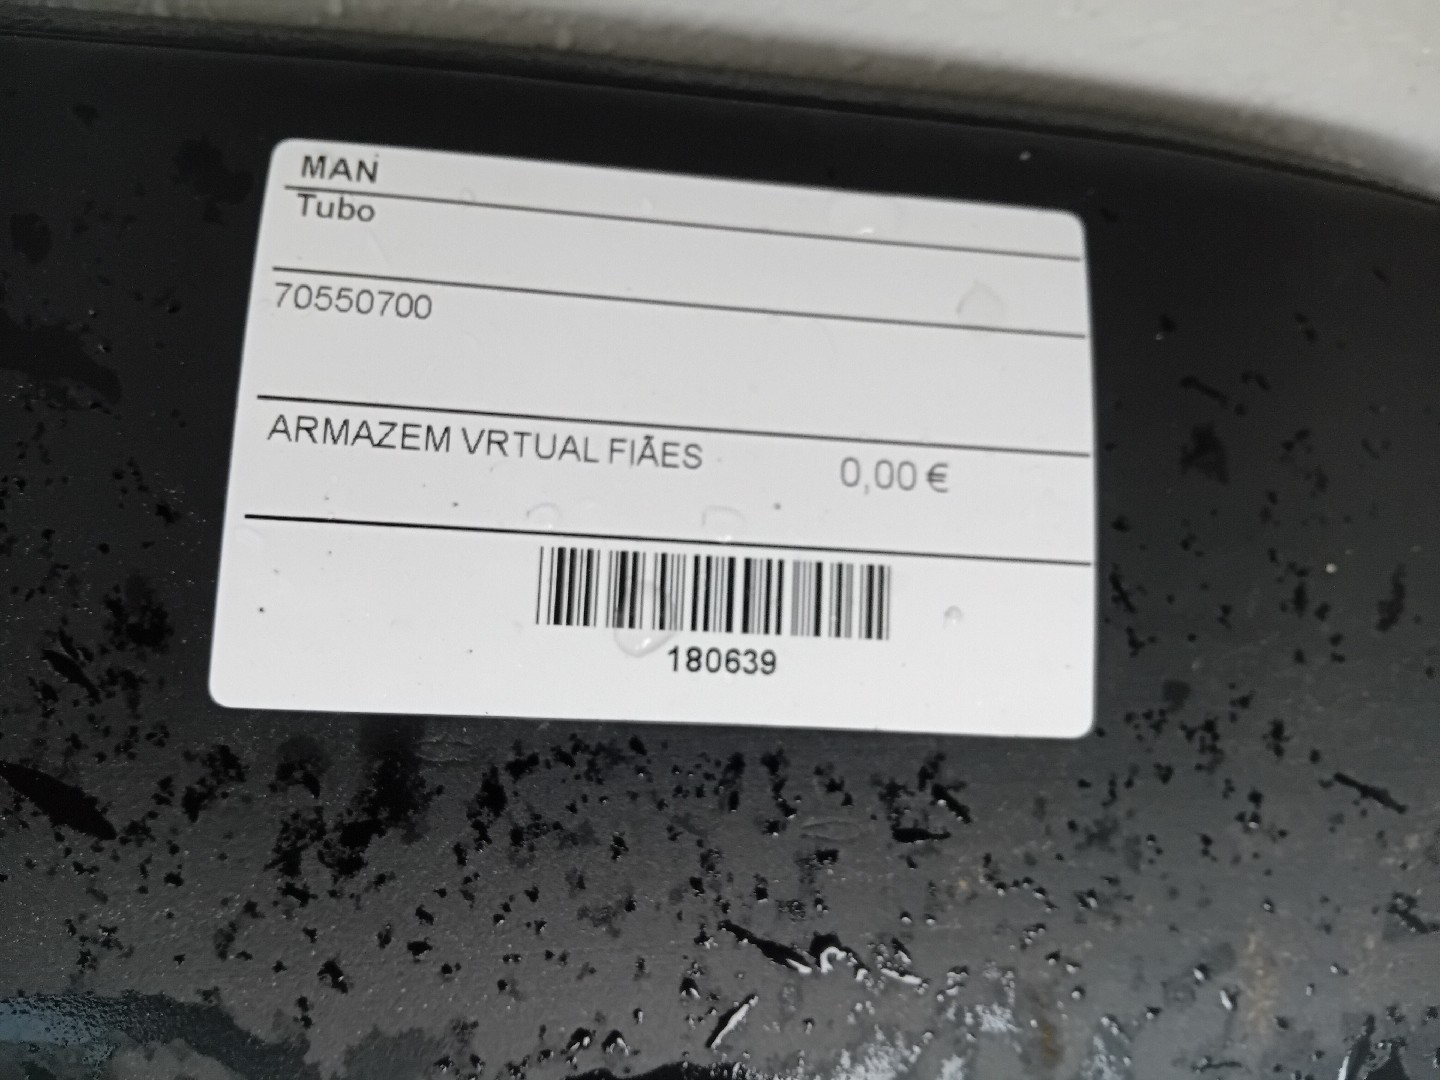 MAN
Tubo
70550700
ARMAZEM VRTUAL FIÃES 0,00 €
180639